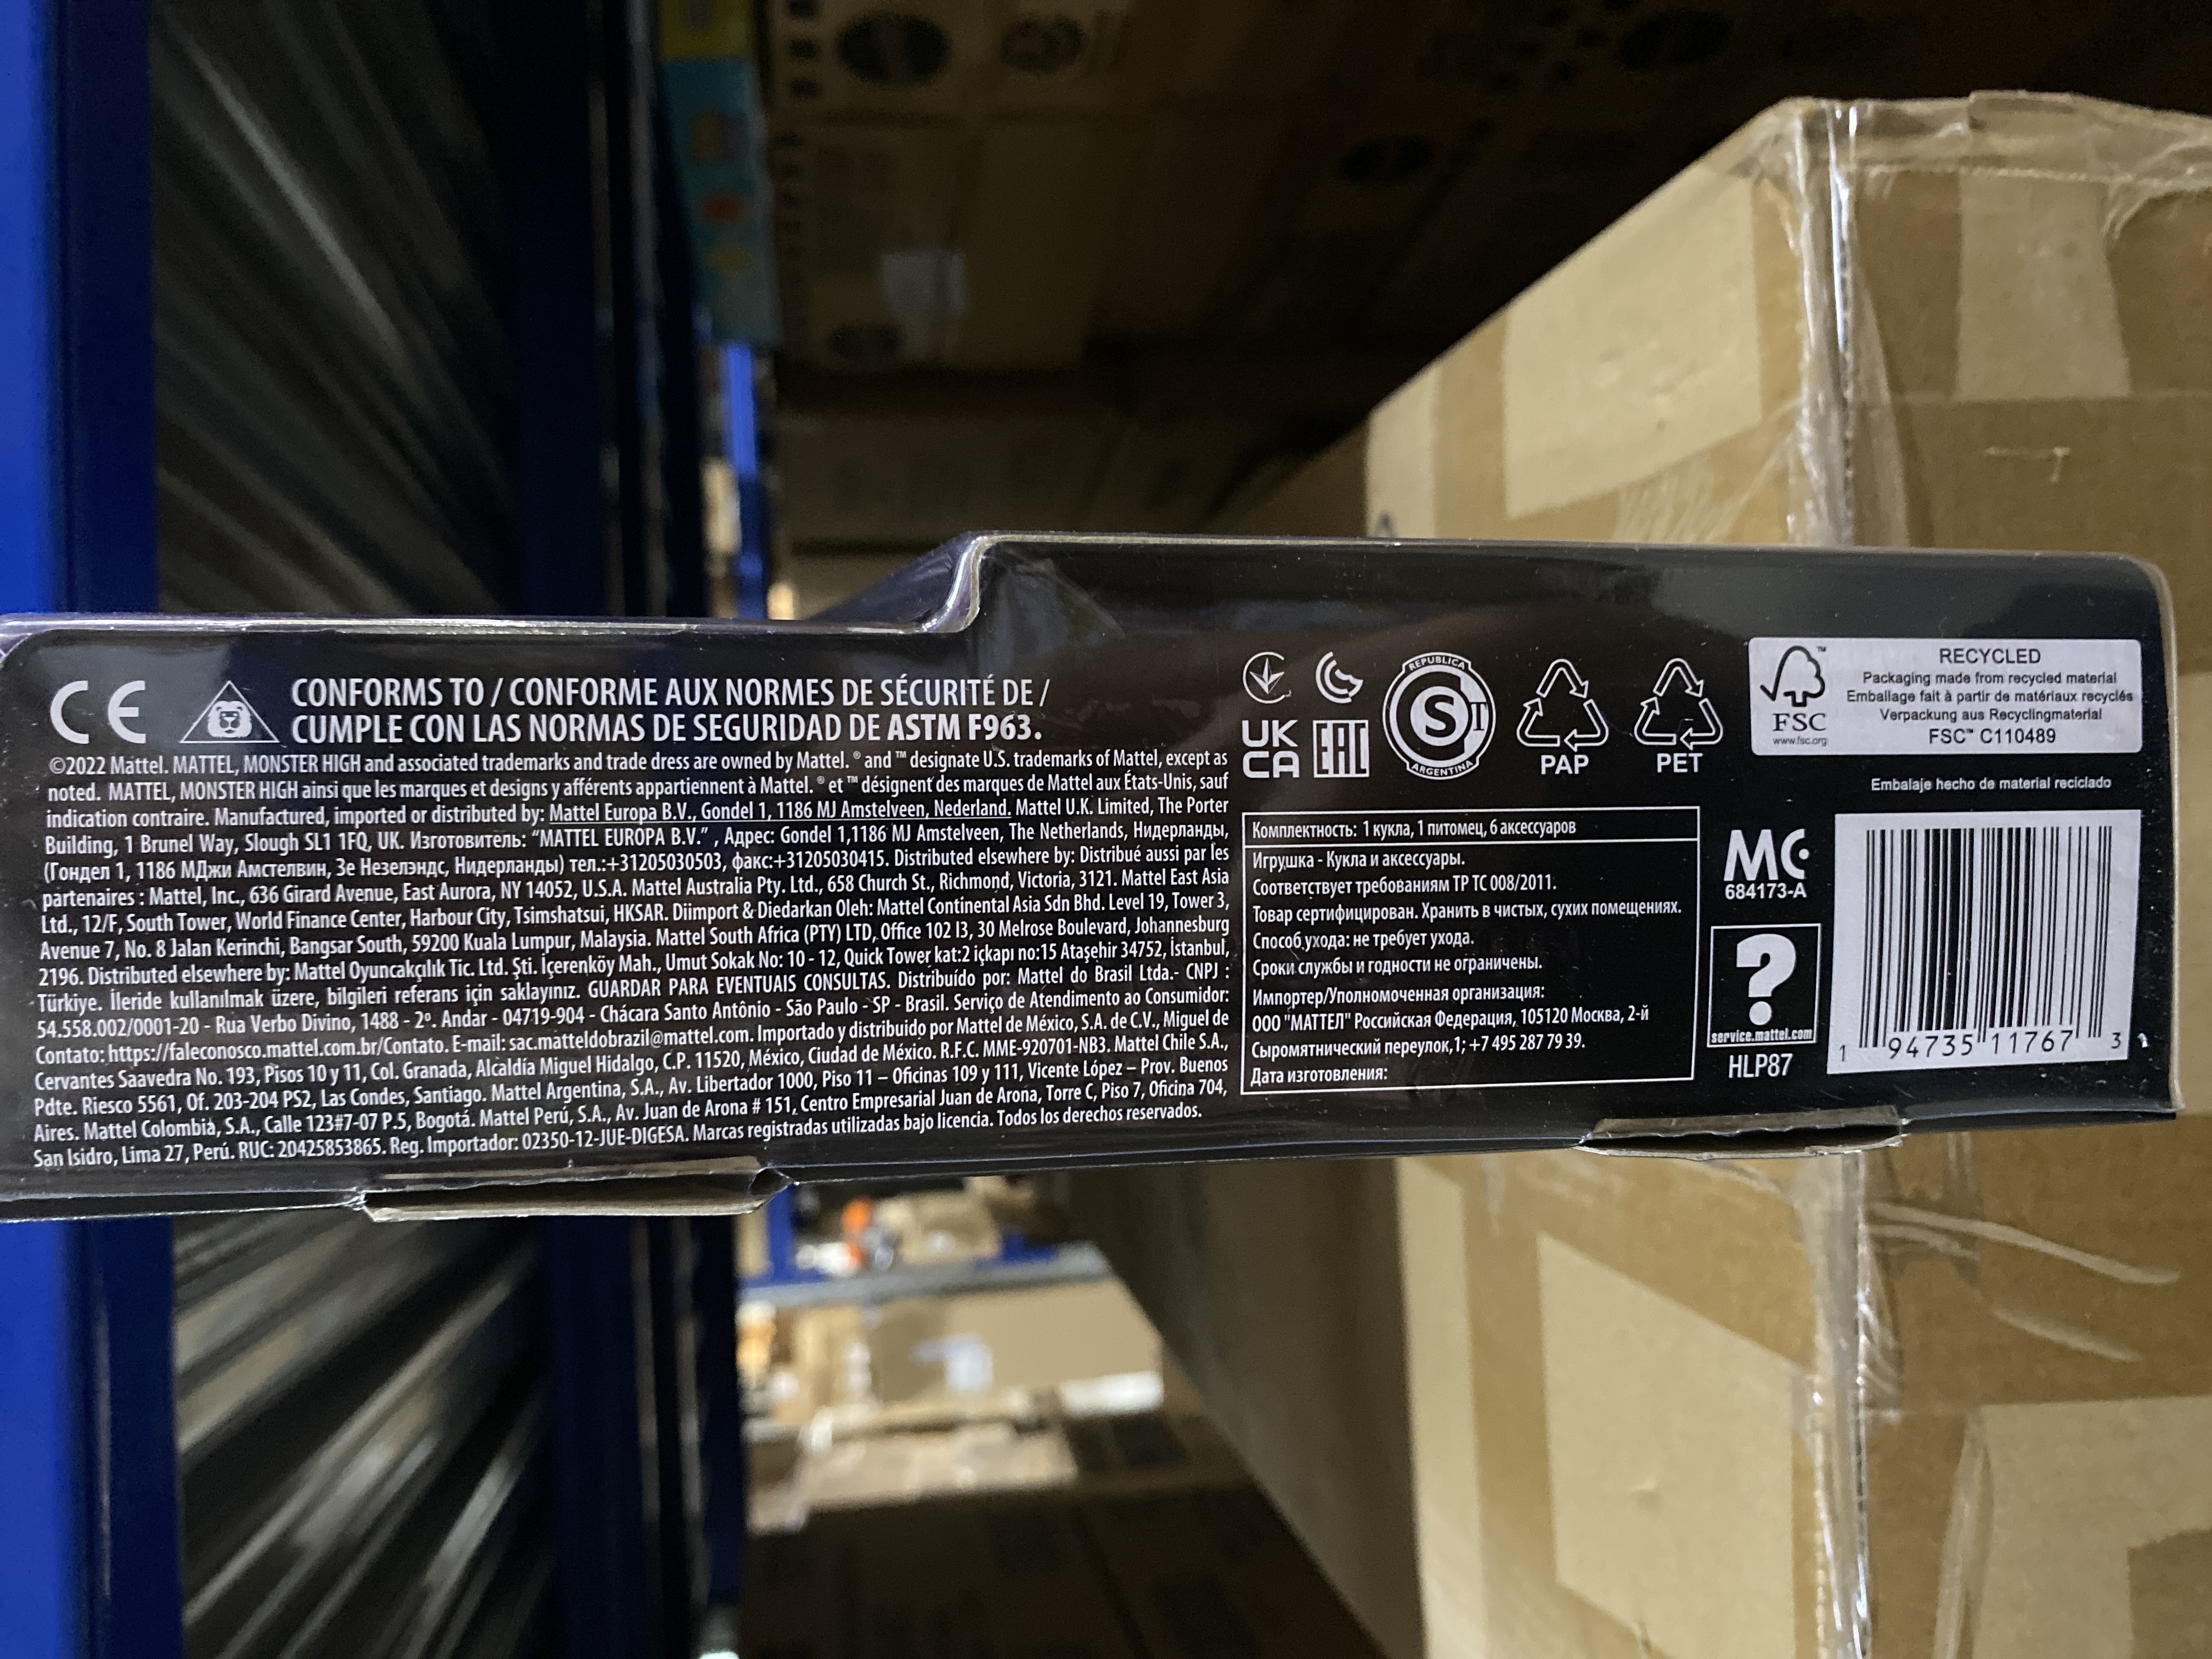 CE
CONFORMS TO / CONFORME AUX NORMES DE SÉCURITÉ DE /
CUMPLE CON LAS NORMAS DE SEGURIDAD DE ASTM F963.
©2022 Mattel. MATTEL, MONSTER HIGH and associated trademarks and trade dress are owned by Mattel. ® and ™ designate U.S. trademarks of Mattel, except as
noted. MATTEL, MONSTER HIGH ainsi que les marques et designs y afférents appartiennent à Mattel. ® et ™ désignent des marques de Mattel aux États-Unis, sauf
indication contraire. Manufactured, imported or distributed by: Mattel Europa B.V., Gondel 1, 1186 MJ Amstelveen, Nederland. Mattel U.K. Limited, The Porter
Building, 1 Brunel Way, Slough SL1 1FQ, UK. Изготовитель: “MATTEL EUROPA B.V.” , Адрес: Gondel 1,1186 MJ Amstelveen, The Netherlands, Нидерланды,
(Гондел 1, 1186 МДжи Амстелвин, Зе Незелэндс, Нидерланды) тел.:+31205030503, факс:+31205030415. Distributed elsewhere by: Distribué aussi par les
partenaires : Mattel, Inc., 636 Girard Avenue, East Aurora, NY 14052, U.S.A. Mattel Australia Pty. Ltd., 658 Church St., Richmond, Victoria, 3121. Mattel East Asia
Ltd., 12/F, South Tower, World Finance Center, Harbour City, Tsimshatsui, HKSAR. Diimport & Diedarkan Oleh: Mattel Continental Asia Sdn Bhd. Level 19, Tower 3,
Avenue 7, No. 8 Jalan Kerinchi, Bangsar South, 59200 Kuala Lumpur, Malaysia. Mattel South Africa (PTY) LTD, Office 102 I3, 30 Melrose Boulevard, Johannesburg
2196. Distributed elsewhere by: Mattel Oyuncakçılık Tic. Ltd. Şti. İçerenköy Mah., Umut Sokak No: 10 - 12, Quick Tower kat:2 içkapı no:15 Ataşehir 34752, İstanbul,
Türkiye. İleride kullanılmak üzere, bilgileri referans için saklayınız. GUARDAR PARA EVENTUAIS CONSULTAS. Distribuído por: Mattel do Brasil Ltda.- CNPJ :
54.558.002/0001-20 - Rua Verbo Divino, 1488 - 2º. Andar - 04719-904 - Chácara Santo Antônio - São Paulo - SP - Brasil. Serviço de Atendimento ao Consumidor:
Contato: https://faleconosco.mattel.com.br/Contato. E-mail: sac.matteldobrazil@mattel.com. Importado y distribuido por Mattel de México, S.A. de C.V., Miguel de
Cervantes Saavedra No. 193, Pisos 10 y 11, Col. Granada, Alcaldía Miguel Hidalgo, C.P. 11520, México, Ciudad de México. R.F.C. MME-920701-NB3. Mattel Chile S.A.,
Pdte. Riesco 5561, Of. 203-204 PS2, Las Condes, Santiago. Mattel Argentina, S.A., Av. Libertador 1000, Piso 11 – Oficinas 109 y 111, Vicente López – Prov. Buenos
Aires. Mattel Colombia, S.A., Calle 123#7-07 P.5, Bogotá. Mattel Perú, S.A., Av. Juan de Arona # 151, Centro Empresarial Juan de Arona, Torre C, Piso 7, Oficina 704,
San Isidro, Lima 27, Perú. RUC: 20425853865. Reg. Importador: 02350-12-JUE-DIGESA. Marcas registradas utilizadas bajo licencia. Todos los derechos reservados.
UK
CA
EAC
REPUBLICA
S
ARGENTINA
PAP
PET
Комплектность: 1 кукла, 1 питомец, 6 аксессуаров
Игрушка - Кукла и аксессуары.
Соответствует требованиям ТР ТС 008/2011.
Товар сертифицирован. Хранить в чистых, сухих помещениях.
Способ ухода: не требует ухода.
Сроки службы и годности не ограничены.
Импортер/Уполномоченная организация:
ООО "МАТТЕЛ" Российская Федерация, 105120 Москва, 2-й
Сыромятнический переулок,1; +7 495 287 79 39.
Дата изготовления:
FSC
www.fsc.org
RECYCLED
Packaging made from recycled material
Emballage fait à partir de matériaux recyclés
Verpackung aus Recyclingmaterial
FSC™ C110489
Embalaje hecho de material reciclado
MC
684173-A
?
service.mattel.com
HLP87
1 94735 11767 3